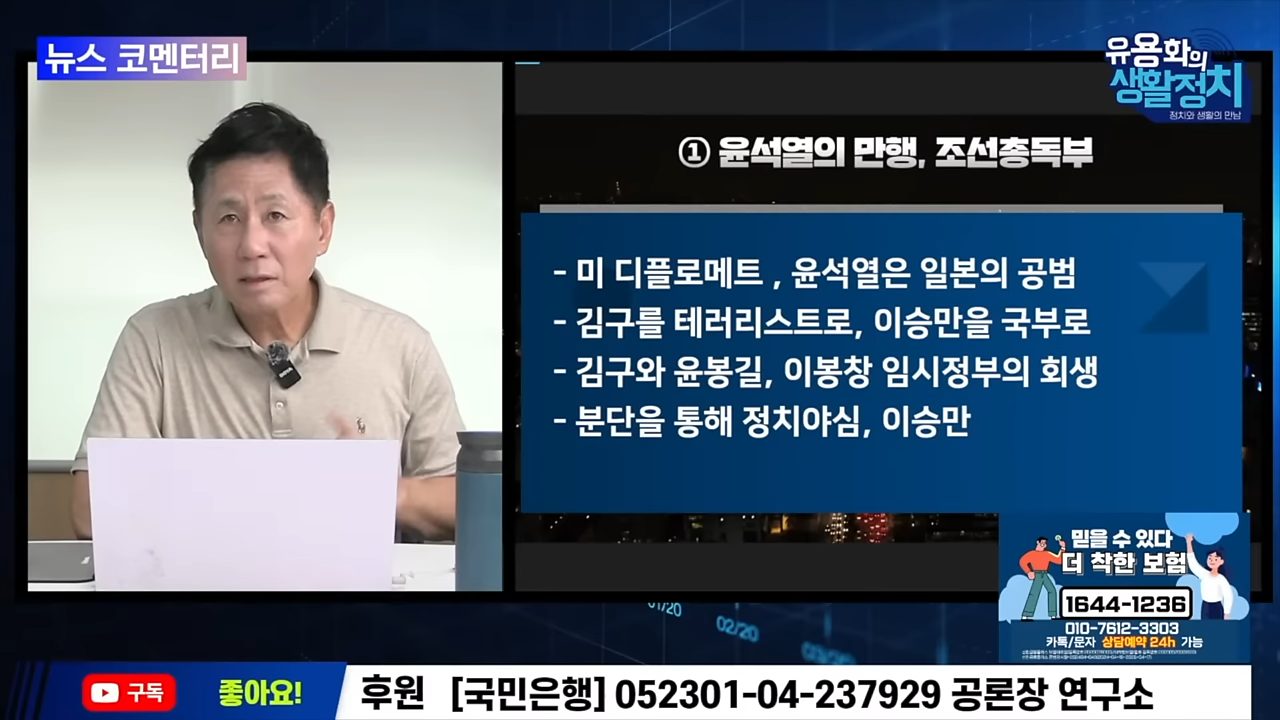 뉴스 코멘터리
유용화의
생활정치
정치와 생활의 만남
① 윤석열의 만행, 조선총독부
- 미 디플로메트 , 윤석열은 일본의 공범
- 김구를 테러리스트로, 이승만을 국부로
- 김구와 윤봉길, 이봉창 임시정부의 회생
- 분단을 통해 정치야심, 이승만
믿을 수 있다
더 착한 보험
1644-1236
010-7612-3303
카톡/문자 상담예약 24h 가능
01/20
02/20
구독
좋아요!
후원 [국민은행] 052301-04-237929 공론장 연구소